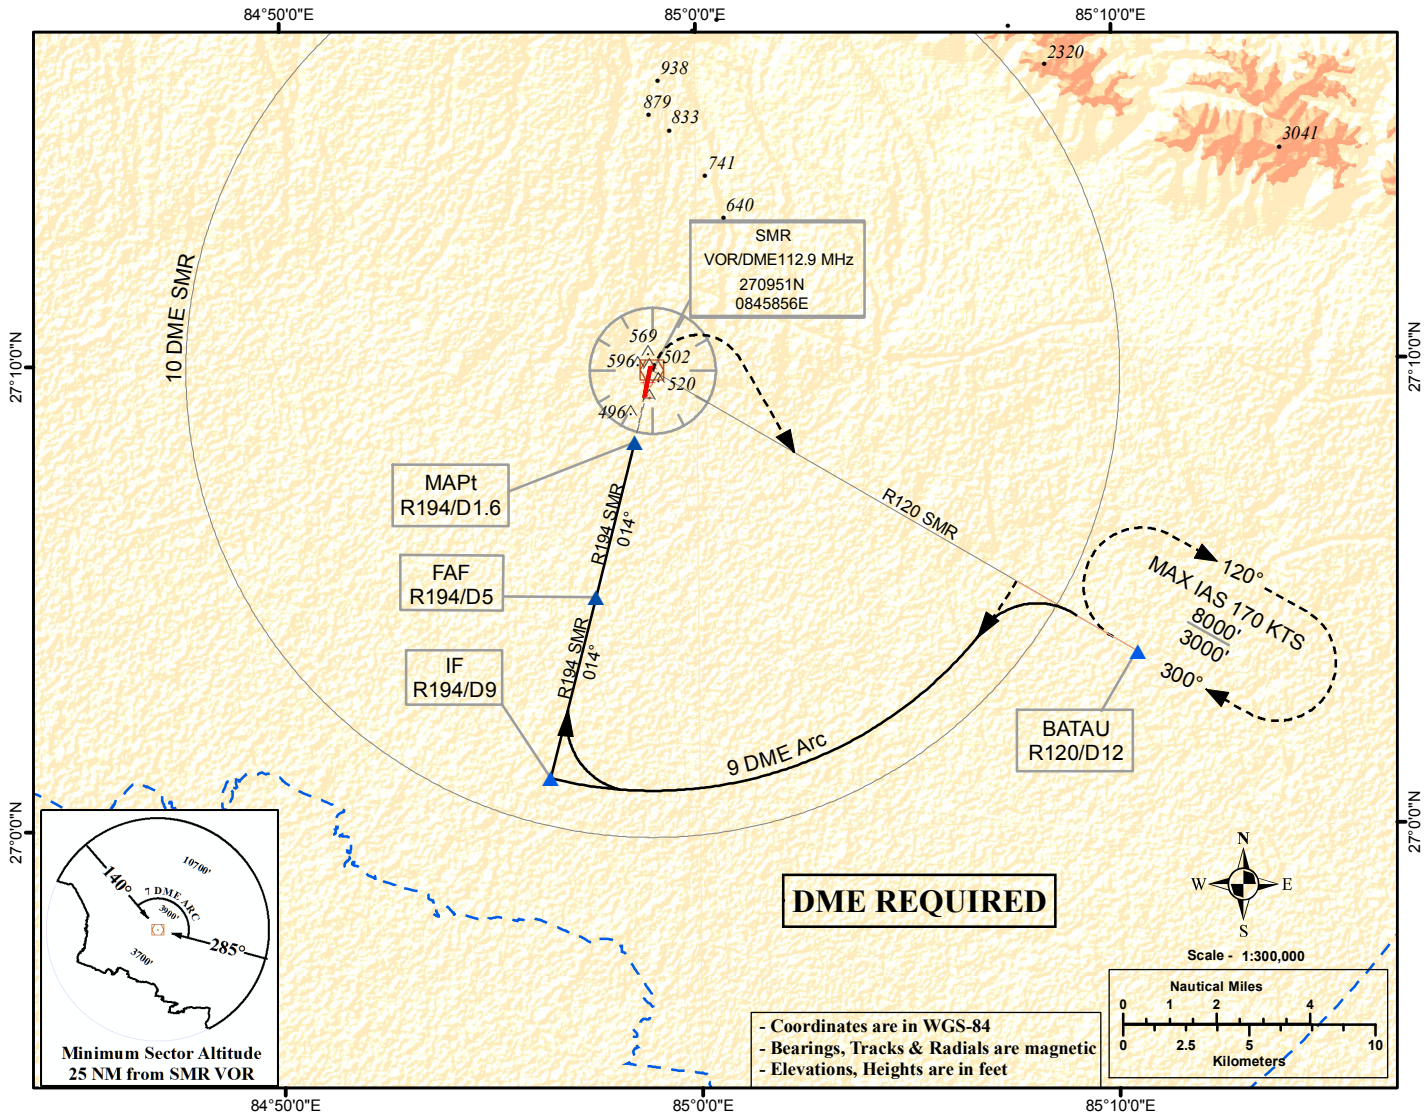 84°50'0"E
85°0'0"E
85°10'0"E
2320
3041
938
879
833
741
640
10 DME SMR
SMR
VOR/DME112.9 MHz
270951N
0845856E
27°10'0"N
27°10'0"N
569
596
502
520
496
MAPt
R194/D1.6
R194 SMR
014°
R120 SMR
FAF
R194/D5
120°
MAX IAS 170 KTS
8000'
3000'
300°
R194 SMR
014°
IF
R194/D9
BATAU
R120/D12
9 DME Arc
27°0'0"N
27°0'0"N
10700'
140°
7 DME ARC
3900'
285°
3700'
Minimum Sector Altitude
25 NM from SMR VOR
DME REQUIRED
N
W
E
S
Scale - 1:300,000
Nautical Miles
0 1 2 4
0 2.5 5 10
Kilometers
- Coordinates are in WGS-84
- Bearings, Tracks & Radials are magnetic
- Elevations, Heights are in feet
84°50'0"E
85°0'0"E
85°10'0"E